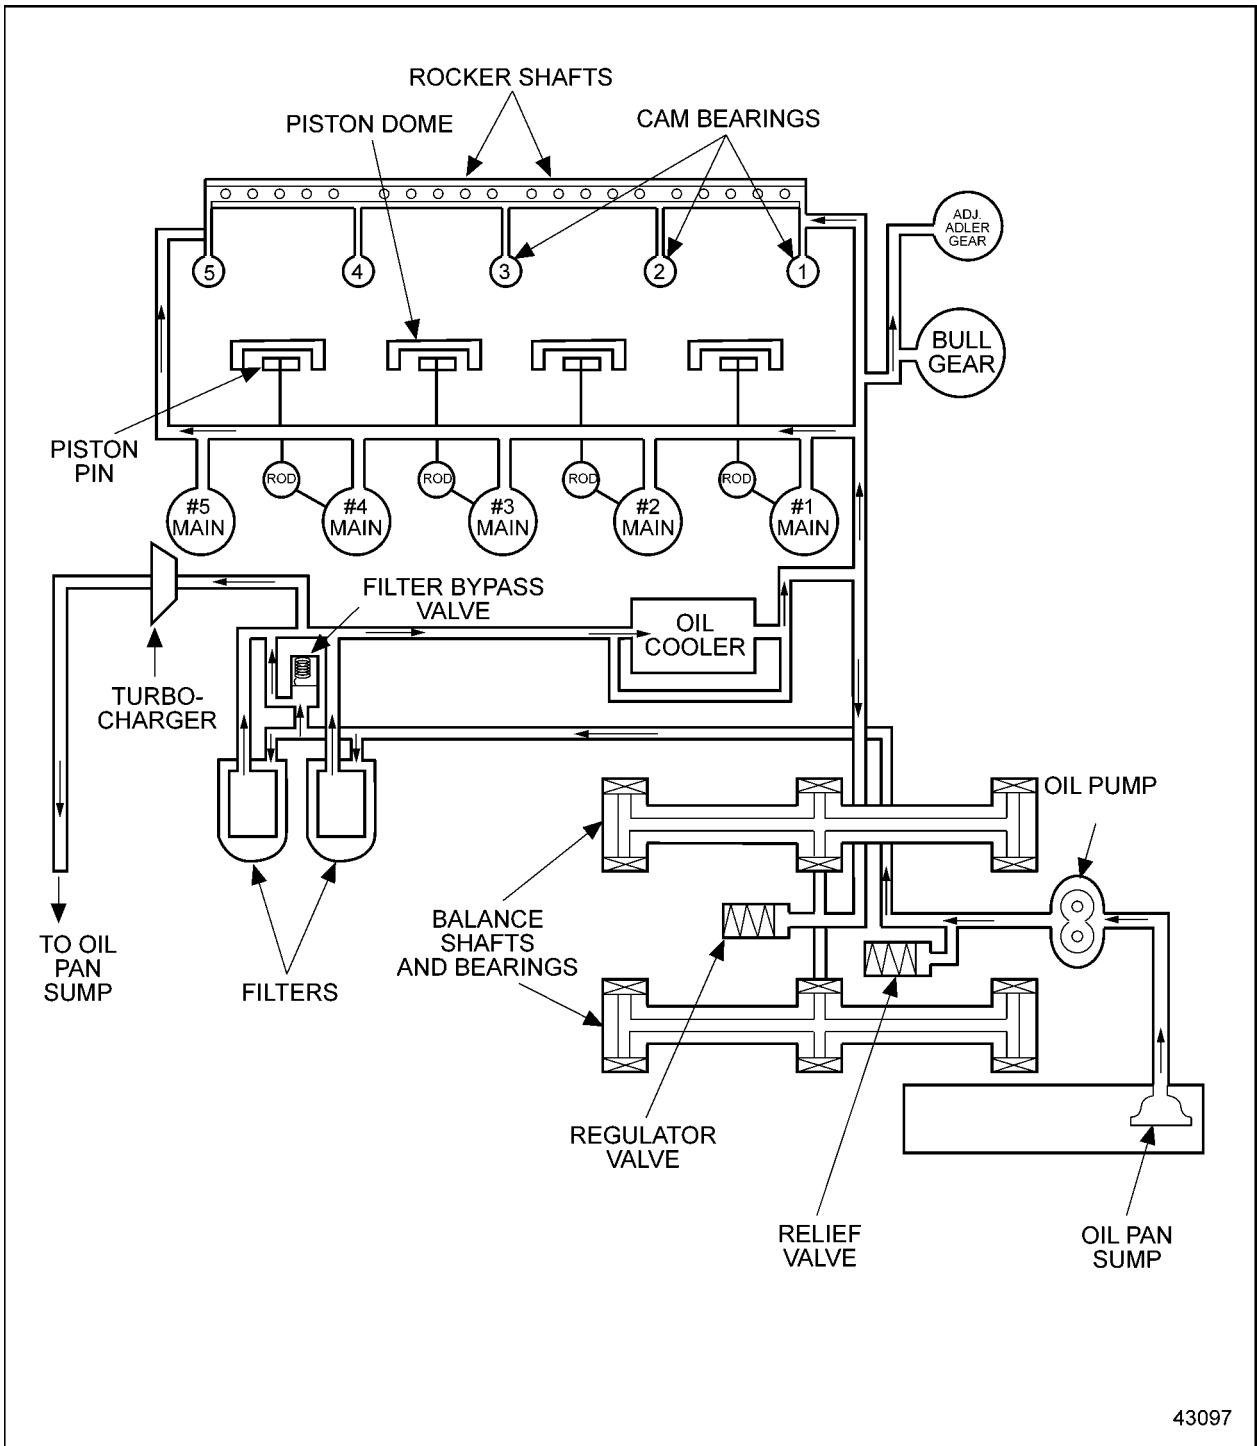 ROCKER SHAFTS
PISTON DOME
CAM BEARINGS
ADJ.
ADLER
GEAR
5
4
3
2
1
BULL
GEAR
PISTON
PIN
ROD
ROD
ROD
ROD
#5
MAIN
#4
MAIN
#3
MAIN
#2
MAIN
#1
MAIN
FILTER BYPASS
VALVE
OIL
COOLER
TURBO-
CHARGER
OIL PUMP
TO OIL
PAN
SUMP
FILTERS
BALANCE
SHAFTS
AND BEARINGS
REGULATOR
VALVE
RELIEF
VALVE
OIL PAN
SUMP
43097